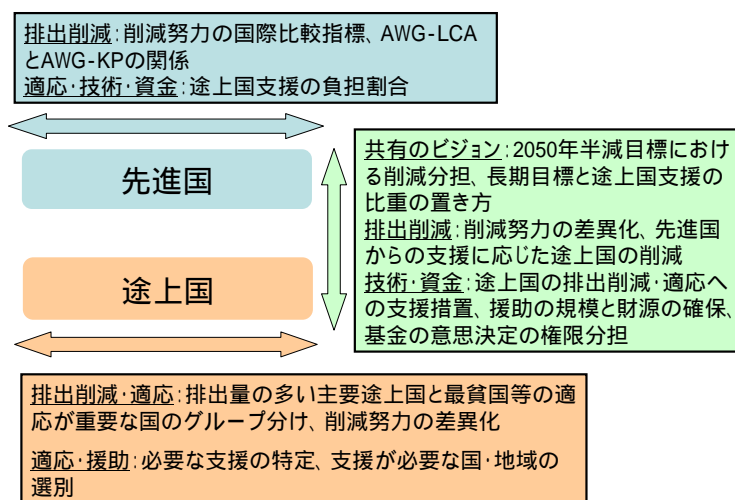 排出削減：削減努力の国際比較指標、AWG-LCA
とAWG-KPの関係
適応・技術・資金：途上国支援の負担割合
先進国
途上国
共有のビジョン：2050年半減目標におけ
る削減分担、長期目標と途上国支援の
比重の置き方
排出削減：削減努力の差異化、先進国
からの支援に応じた途上国の削減
技術・資金：途上国の排出削減・適応へ
の支援措置、援助の規模と財源の確保、
基金の意思決定の権限分担
排出削減・適応：排出量の多い主要途上国と最貧国等の適
応が重要な国のグループ分け、削減努力の差異化
適応・援助：必要な支援の特定、支援が必要な国・地域の
選別